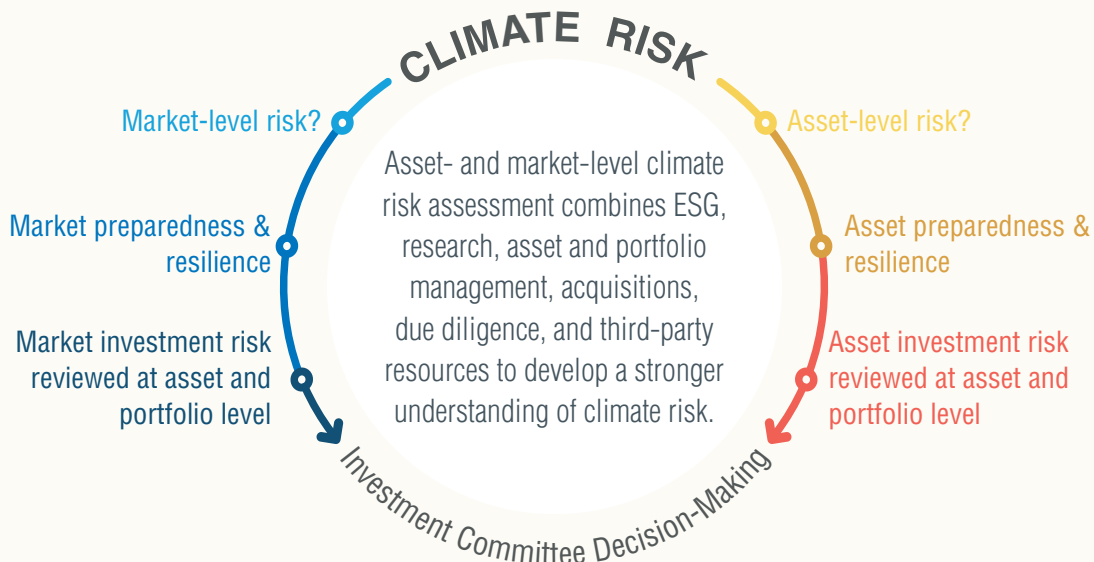 CLIMATE RISK
Market-level risk?
Market preparedness &
resilience
Market investment risk
reviewed at asset and
portfolio level
Asset- and market-level climate
risk assessment combines ESG,
research, asset and portfolio
management, acquisitions,
due diligence, and third-party
resources to develop a stronger
understanding of climate risk.
Asset-level risk?
Asset preparedness &
resilience
Asset investment risk
reviewed at asset and
portfolio level
Investment Committee Decision-Making